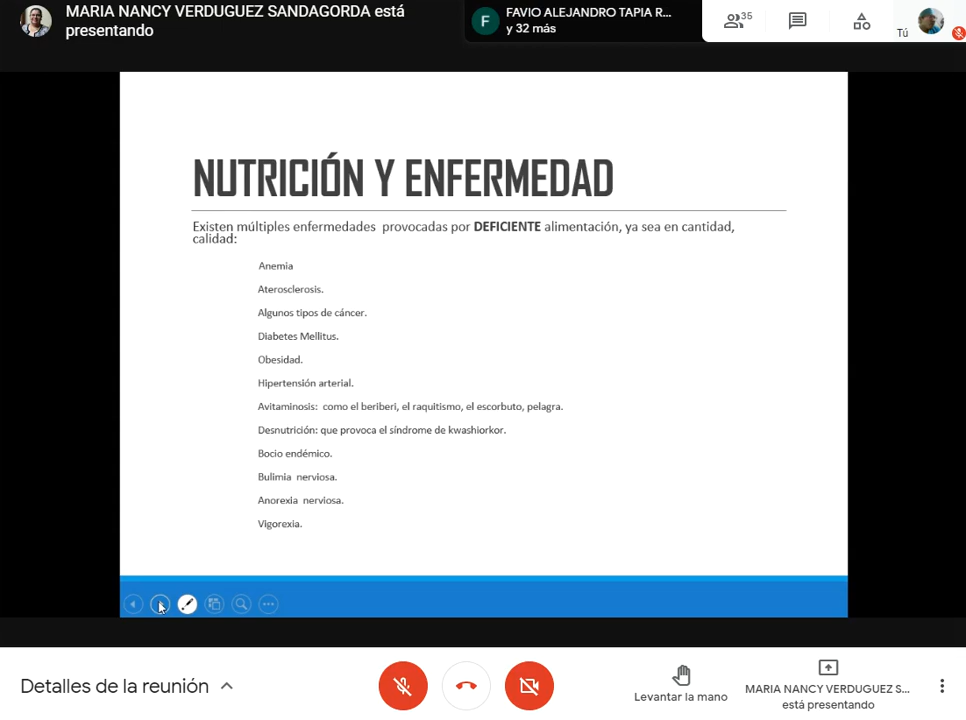 MARIA NANCY VERDUGUEZ SANDAGORDA está
presentando
F
FAVIO ALEJANDRO TAPIA R...
y 32 más
35
Tú
NUTRICIÓN Y ENFERMEDAD
Existen múltiples enfermedades provocadas por DEFICIENTE alimentación, ya sea en cantidad,
calidad:
Anemia
Aterosclerosis.
Algunos tipos de cáncer.
Diabetes Mellitus.
Obesidad.
Hipertensión arterial.
Avitaminosis: como el beriberi, el raquitismo, el escorbuto, pelagra.
Desnutrición: que provoca el síndrome de kwashiorkor.
Bocio endémico.
Bulimia nerviosa.
Anorexia nerviosa.
Vigorexia.
Detalles de la reunión
Levantar la mano
MARIA NANCY VERDUGUEZ S...
está presentando